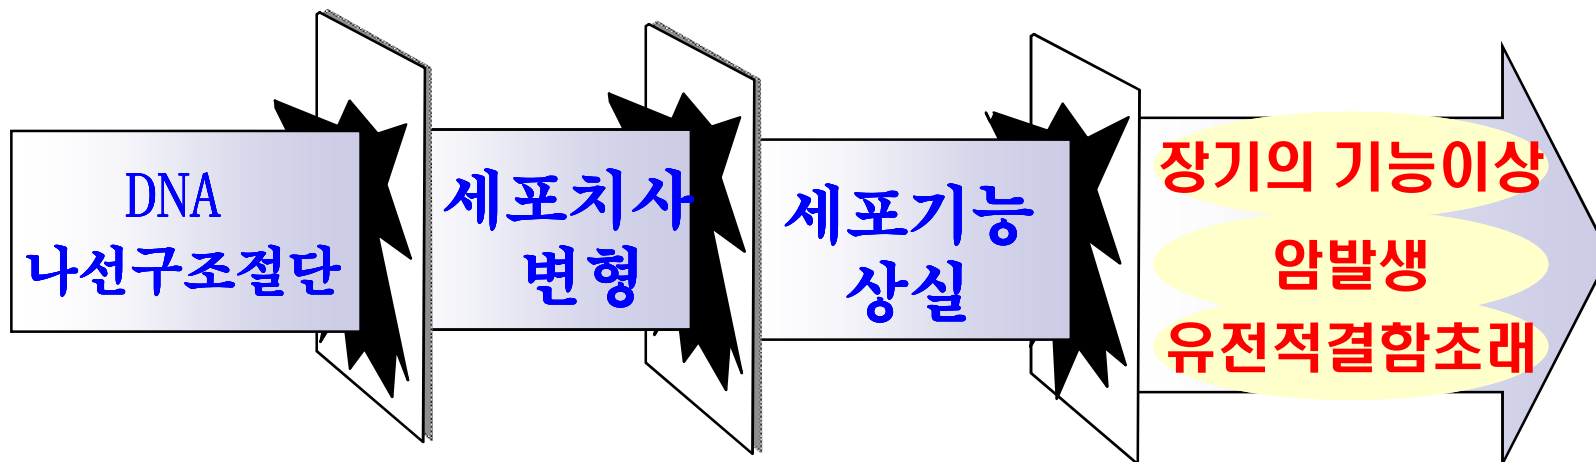 DNA
나선구조절단
세포치사
변형
세포기능
상실
장기의 기능이상
암발생
유전적결함초래